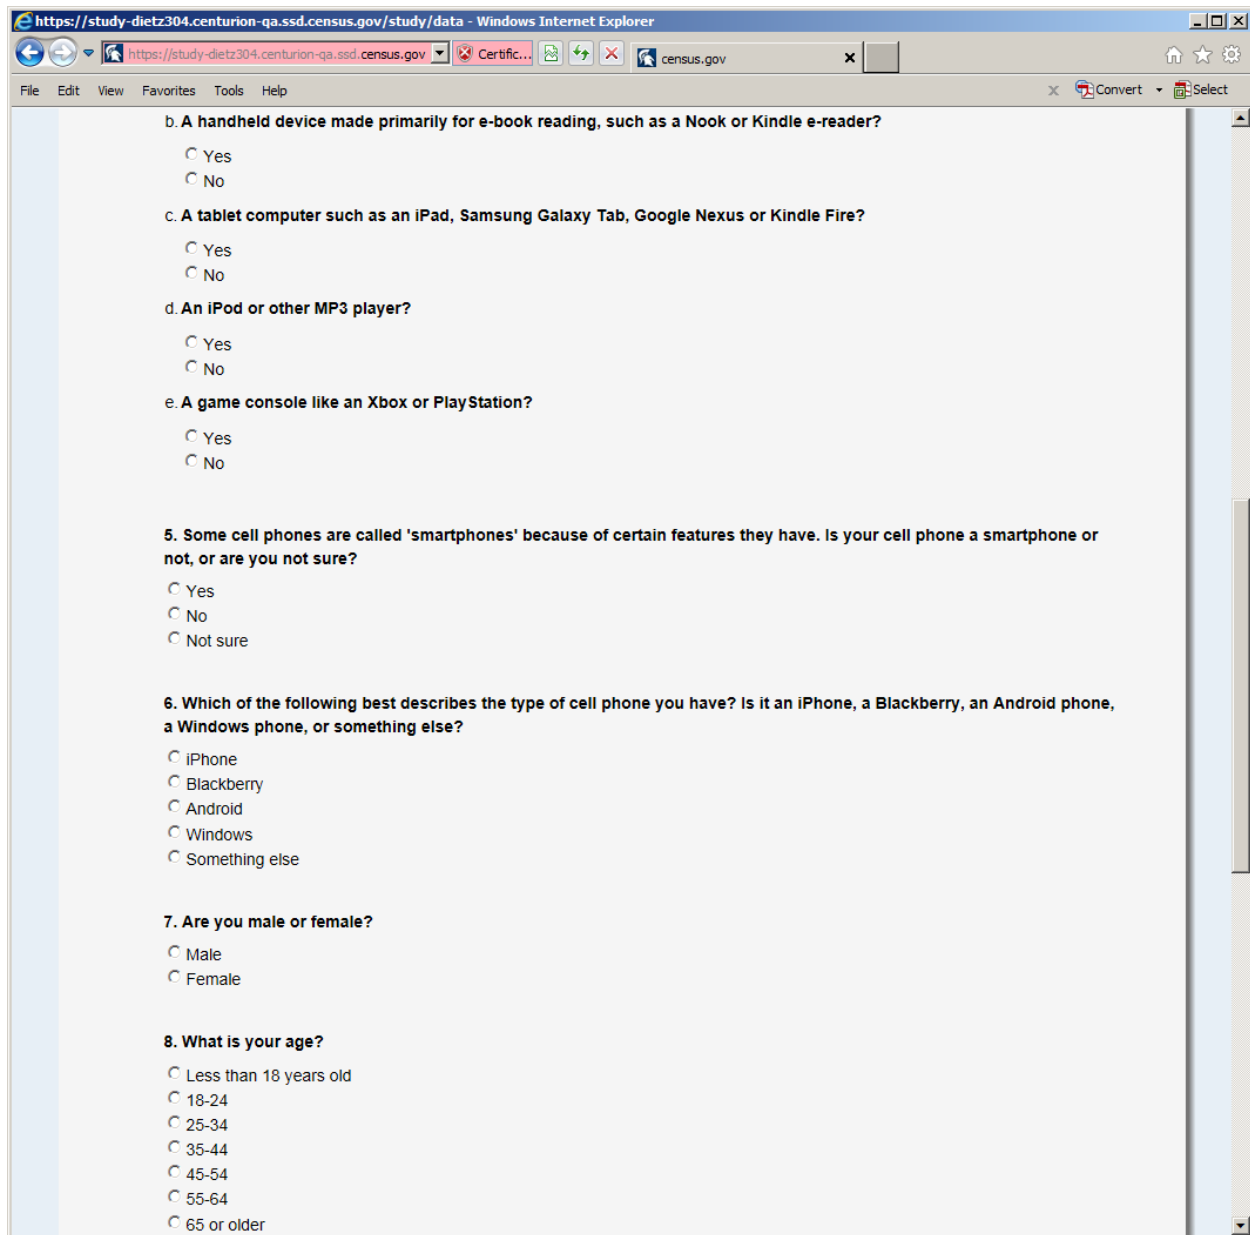 https://study-dietz304.centurion-qa.ssd.census.gov/study/data - Windows Internet Explorer
https://study-dietz304.centurion-qa.ssd.census.gov
Certific...
census.gov
File Edit View Favorites Tools Help
Convert
Select
b. A handheld device made primarily for e-book reading, such as a Nook or Kindle e-reader?
Yes
No
c. A tablet computer such as an iPad, Samsung Galaxy Tab, Google Nexus or Kindle Fire?
Yes
No
d. An iPod or other MP3 player?
Yes
No
e. A game console like an Xbox or PlayStation?
Yes
No
5. Some cell phones are called 'smartphones' because of certain features they have. Is your cell phone a smartphone or
not, or are you not sure?
Yes
No
Not sure
6. Which of the following best describes the type of cell phone you have? Is it an iPhone, a Blackberry, an Android phone,
a Windows phone, or something else?
iPhone
Blackberry
Android
Windows
Something else
7. Are you male or female?
Male
Female
8. What is your age?
Less than 18 years old
18-24
25-34
35-44
45-54
55-64
65 or older